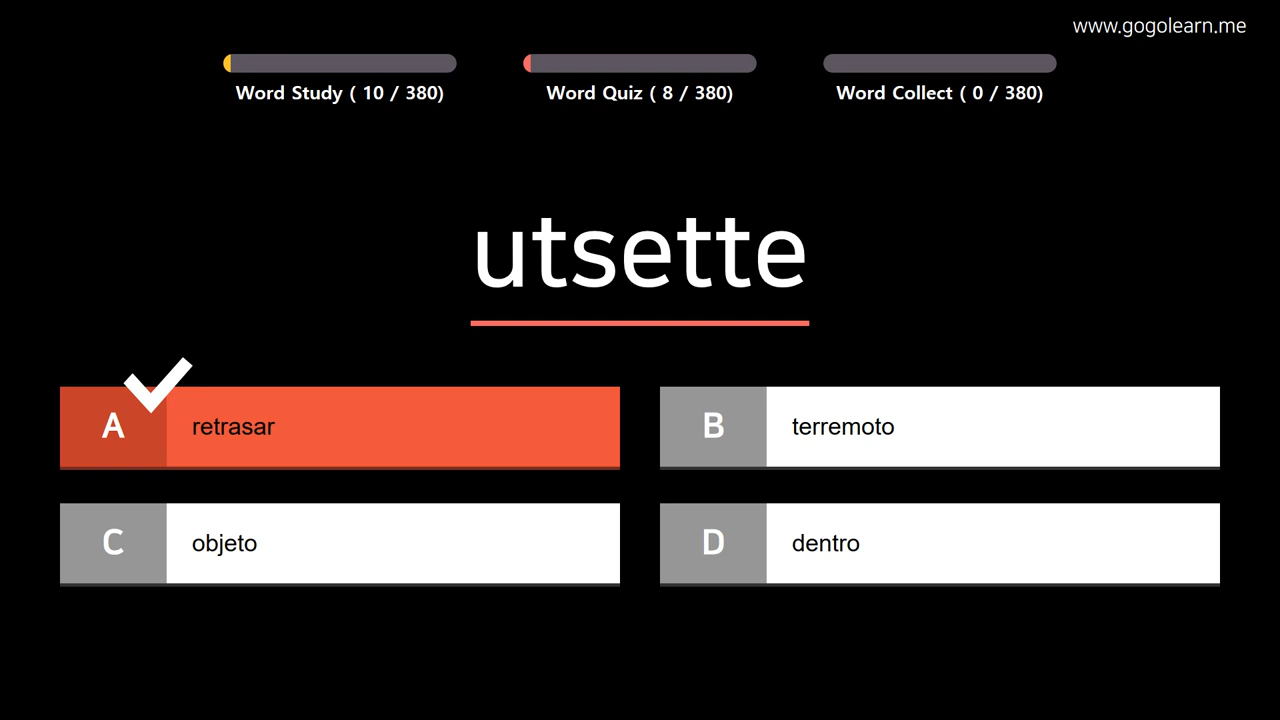 www.gogolearn.me
Word Study ( 10 / 380)
Word Quiz ( 8 / 380)
Word Collect ( 0 / 380)
utsette
A retrasar
B terremoto
C objeto
D dentro